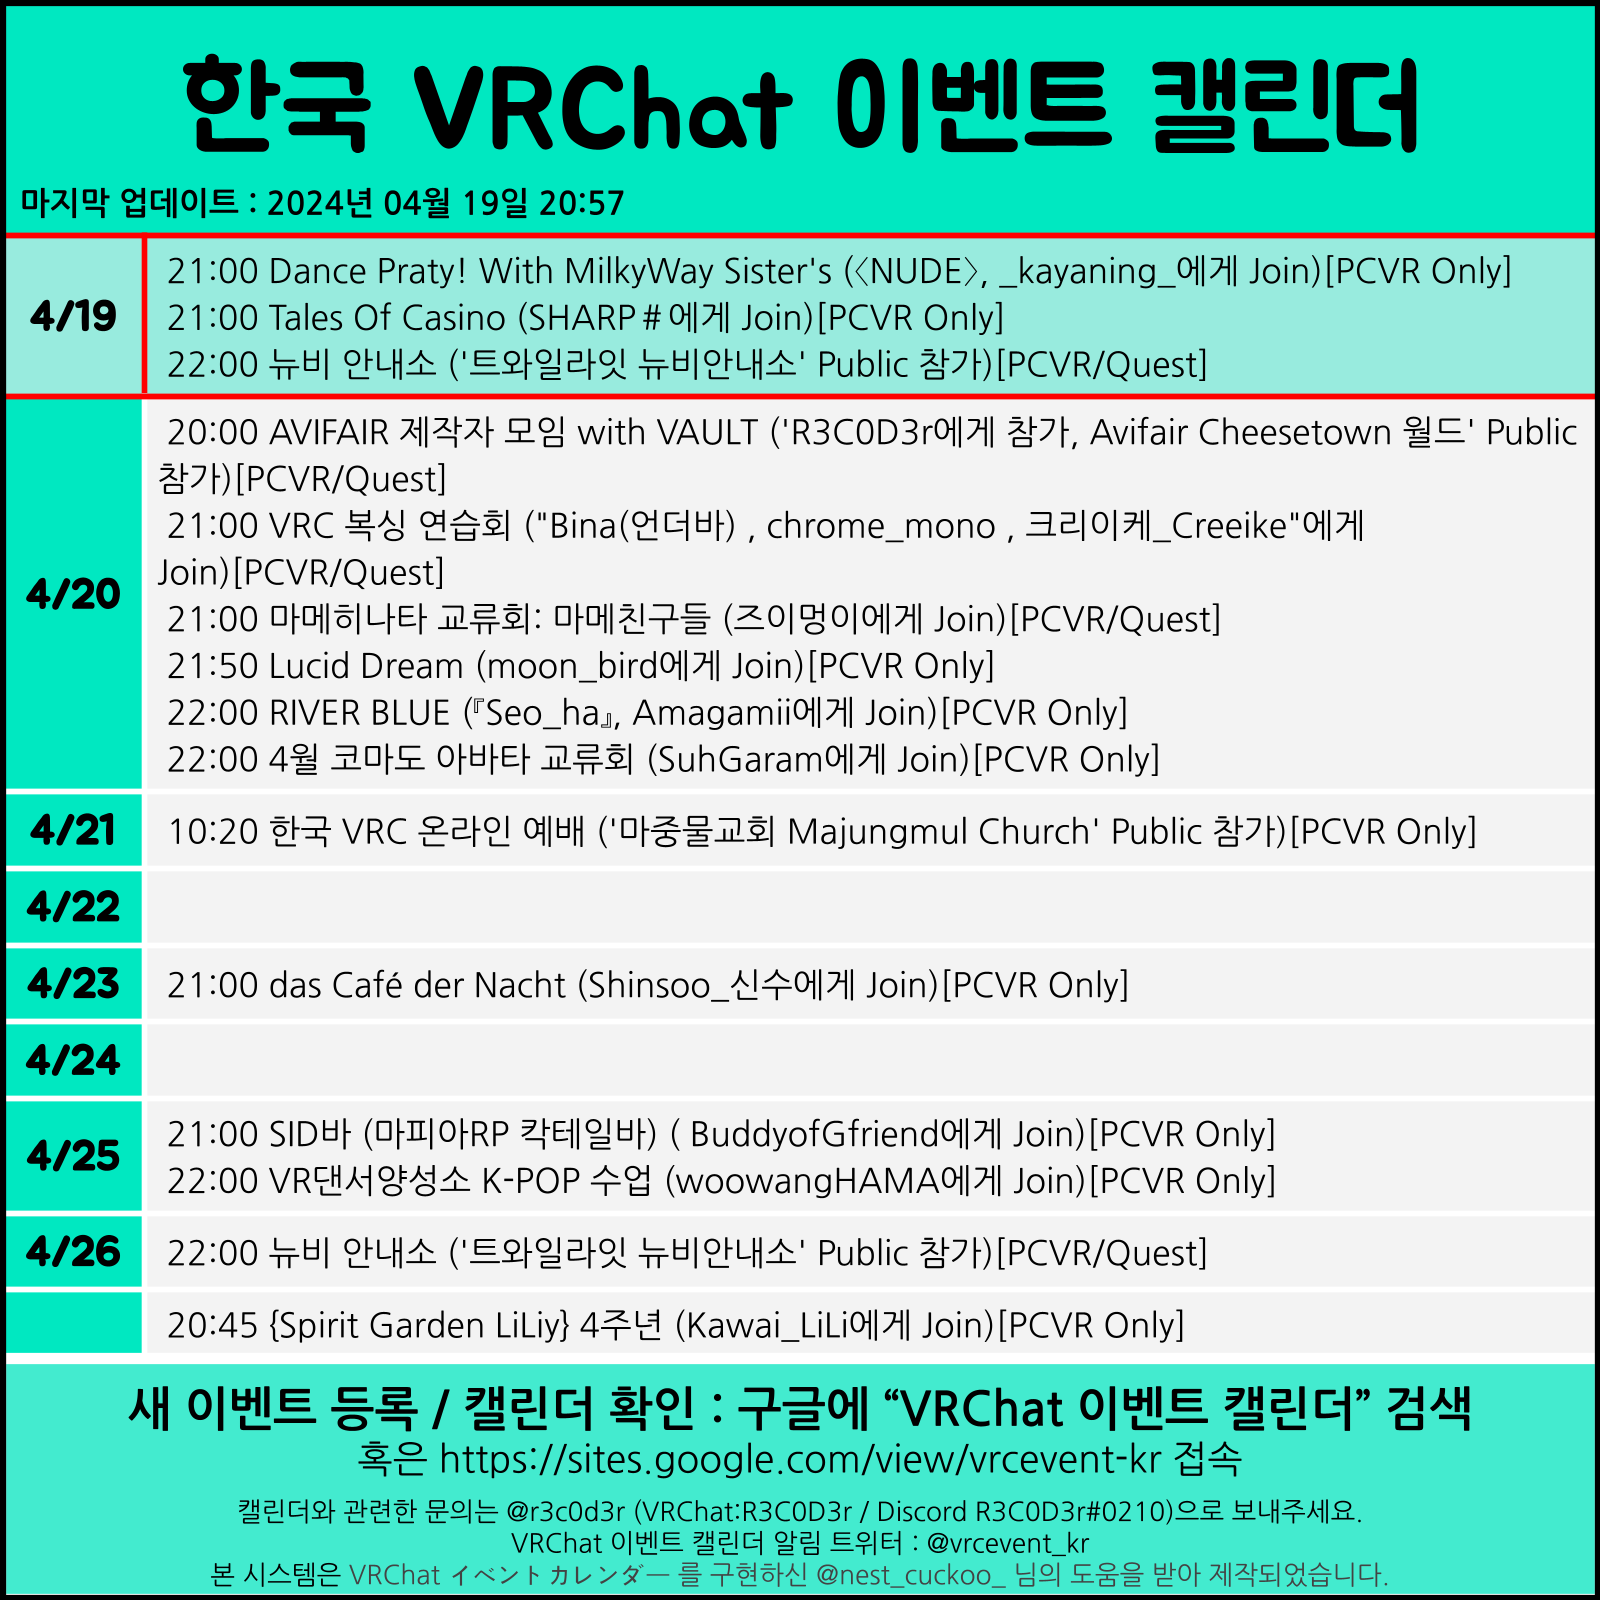 한국 VRChat 이벤트 캘린더
마지막 업데이트 : 2024년 04월 19일 20:57
4/19
21:00 Dance Praty! With MilkyWay Sister's (〈NUDE〉, _kayaning_에게 Join)[PCVR Only]
21:00 Tales Of Casino (SHARP＃에게 Join)[PCVR Only]
22:00 뉴비 안내소 ('트와일라잇 뉴비안내소' Public 참가)[PCVR/Quest]
4/20
20:00 AVIFAIR 제작자 모임 with VAULT ('R3C0D3r에게 참가, Avifair Cheesetown 월드' Public
참가)[PCVR/Quest]
21:00 VRC 복싱 연습회 ("Bina(언더바) , chrome_mono , 크리이케_Creeike"에게
Join)[PCVR/Quest]
21:00 마메히나타 교류회: 마메친구들 (즈이멍이에게 Join)[PCVR/Quest]
21:50 Lucid Dream (moon_bird에게 Join)[PCVR Only]
22:00 RIVER BLUE (『Seo_ha』, Amagamii에게 Join)[PCVR Only]
22:00 4월 코마도 아바타 교류회 (SuhGaram에게 Join)[PCVR Only]
4/21
10:20 한국 VRC 온라인 예배 ('마중물교회 Majungmul Church' Public 참가)[PCVR Only]
4/22
4/23
21:00 das Café der Nacht (Shinsoo_신수에게 Join)[PCVR Only]
4/24
4/25
21:00 SID바 (마피아RP 칵테일바) ( BuddyofGfriend에게 Join)[PCVR Only]
22:00 VR댄서양성소 K-POP 수업 (woowangHAMA에게 Join)[PCVR Only]
4/26
22:00 뉴비 안내소 ('트와일라잇 뉴비안내소' Public 참가)[PCVR/Quest]
20:45 {Spirit Garden LiLiy} 4주년 (Kawai_LiLi에게 Join)[PCVR Only]
새 이벤트 등록 / 캘린더 확인 : 구글에 “VRChat 이벤트 캘린더” 검색
혹은 https://sites.google.com/view/vrcevent-kr 접속
캘린더와 관련한 문의는 @r3c0d3r (VRChat:R3C0D3r / Discord R3C0D3r#0210)으로 보내주세요.
VRChat 이벤트 캘린더 알림 트위터 : @vrcevent_kr
본 시스템은 VRChat イベントカレンダー 를 구현하신 @nest_cuckoo_ 님의 도움을 받아 제작되었습니다.